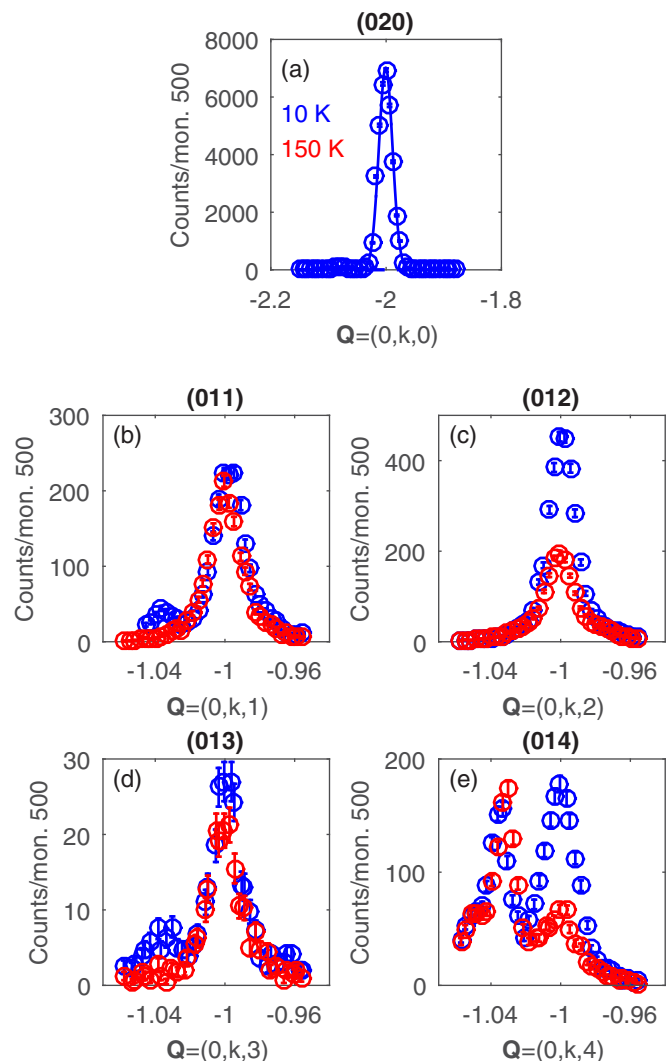 (020)
8000
6000
4000
2000
0
Counts/mon. 500
(a)
10 K
150 K
-2.2
-2
-1.8
Q=(0,k,0)
(011)
300
200
100
0
Counts/mon. 500
(b)
-1.04
-1
-0.96
Q=(0,k,1)
(012)
400
200
0
Counts/mon. 500
(c)
-1.04
-1
-0.96
Q=(0,k,2)
(013)
30
20
10
0
Counts/mon. 500
(d)
-1.04
-1
-0.96
Q=(0,k,3)
(014)
200
100
0
Counts/mon. 500
(e)
-1.04
-1
-0.96
Q=(0,k,4)